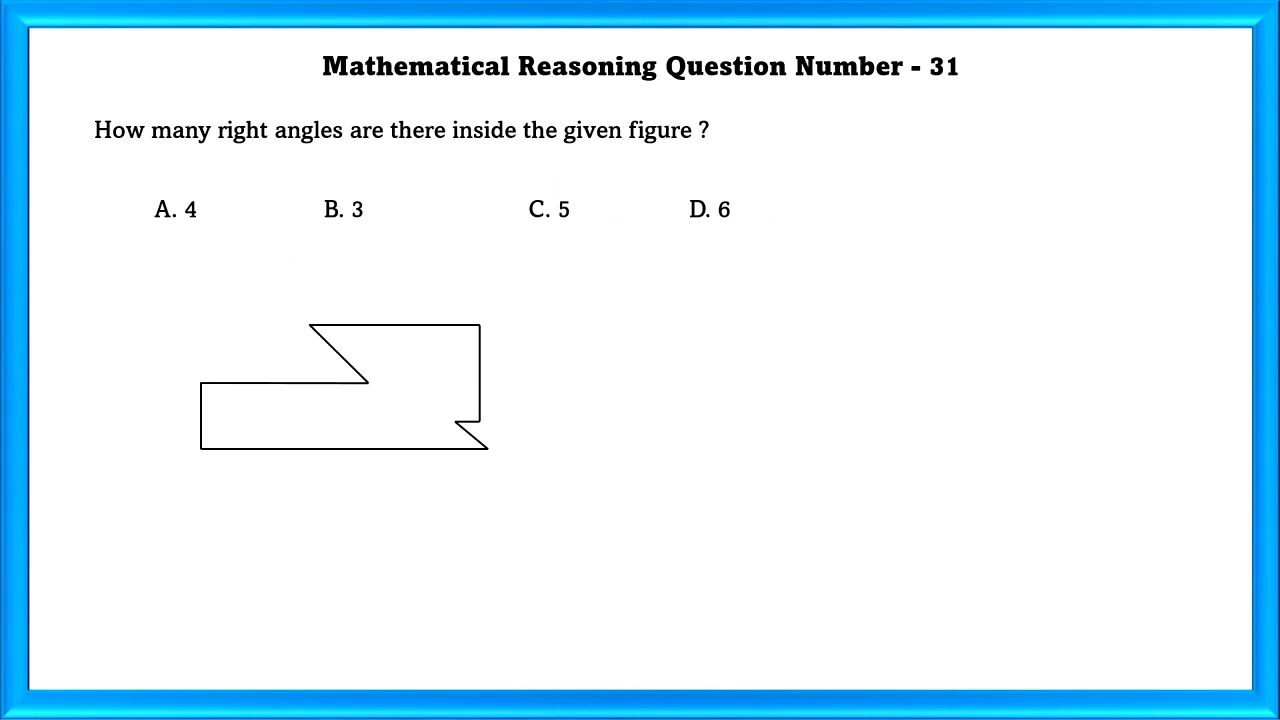 Mathematical Reasoning Question Number - 31
How many right angles are there inside the given figure ?
A. 4 B. 3 C. 5 D. 6